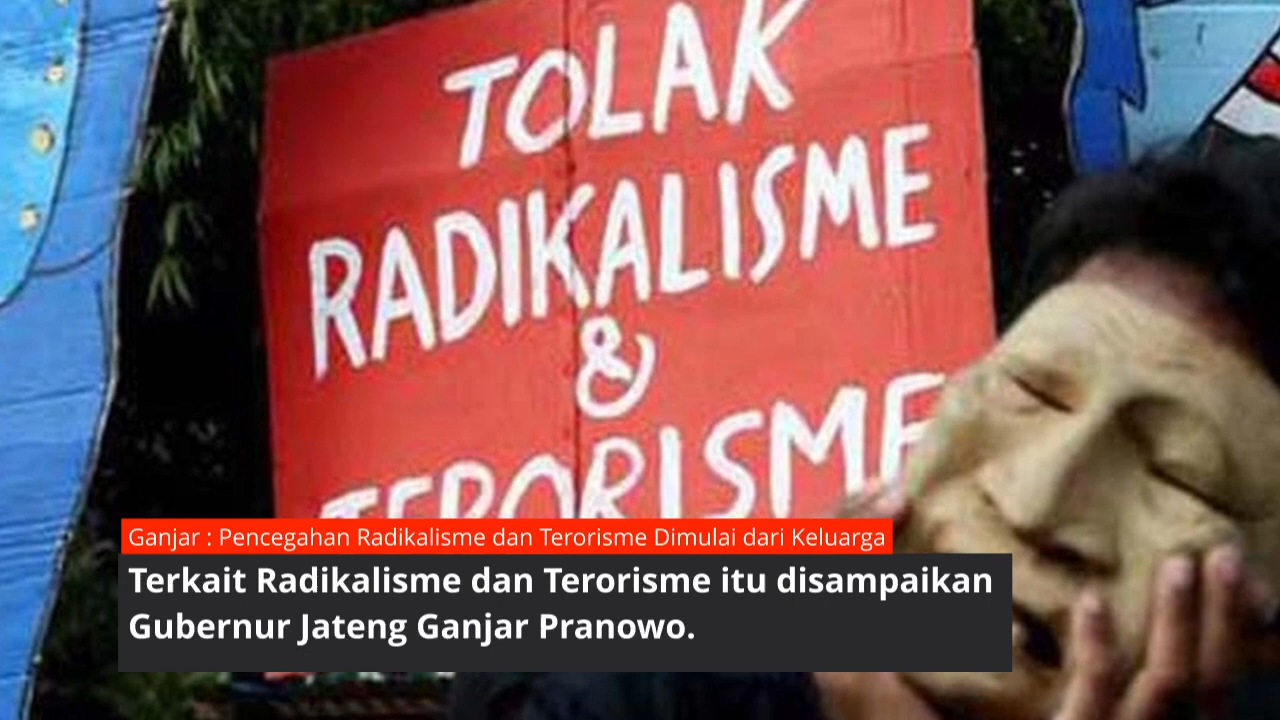 TOLAK
RADIKALISME
&
TERORISME
Ganjar : Pencegahan Radikalisme dan Terorisme Dimulai dari Keluarga
Terkait Radikalisme dan Terorisme itu disampaikan
Gubernur Jateng Ganjar Pranowo.